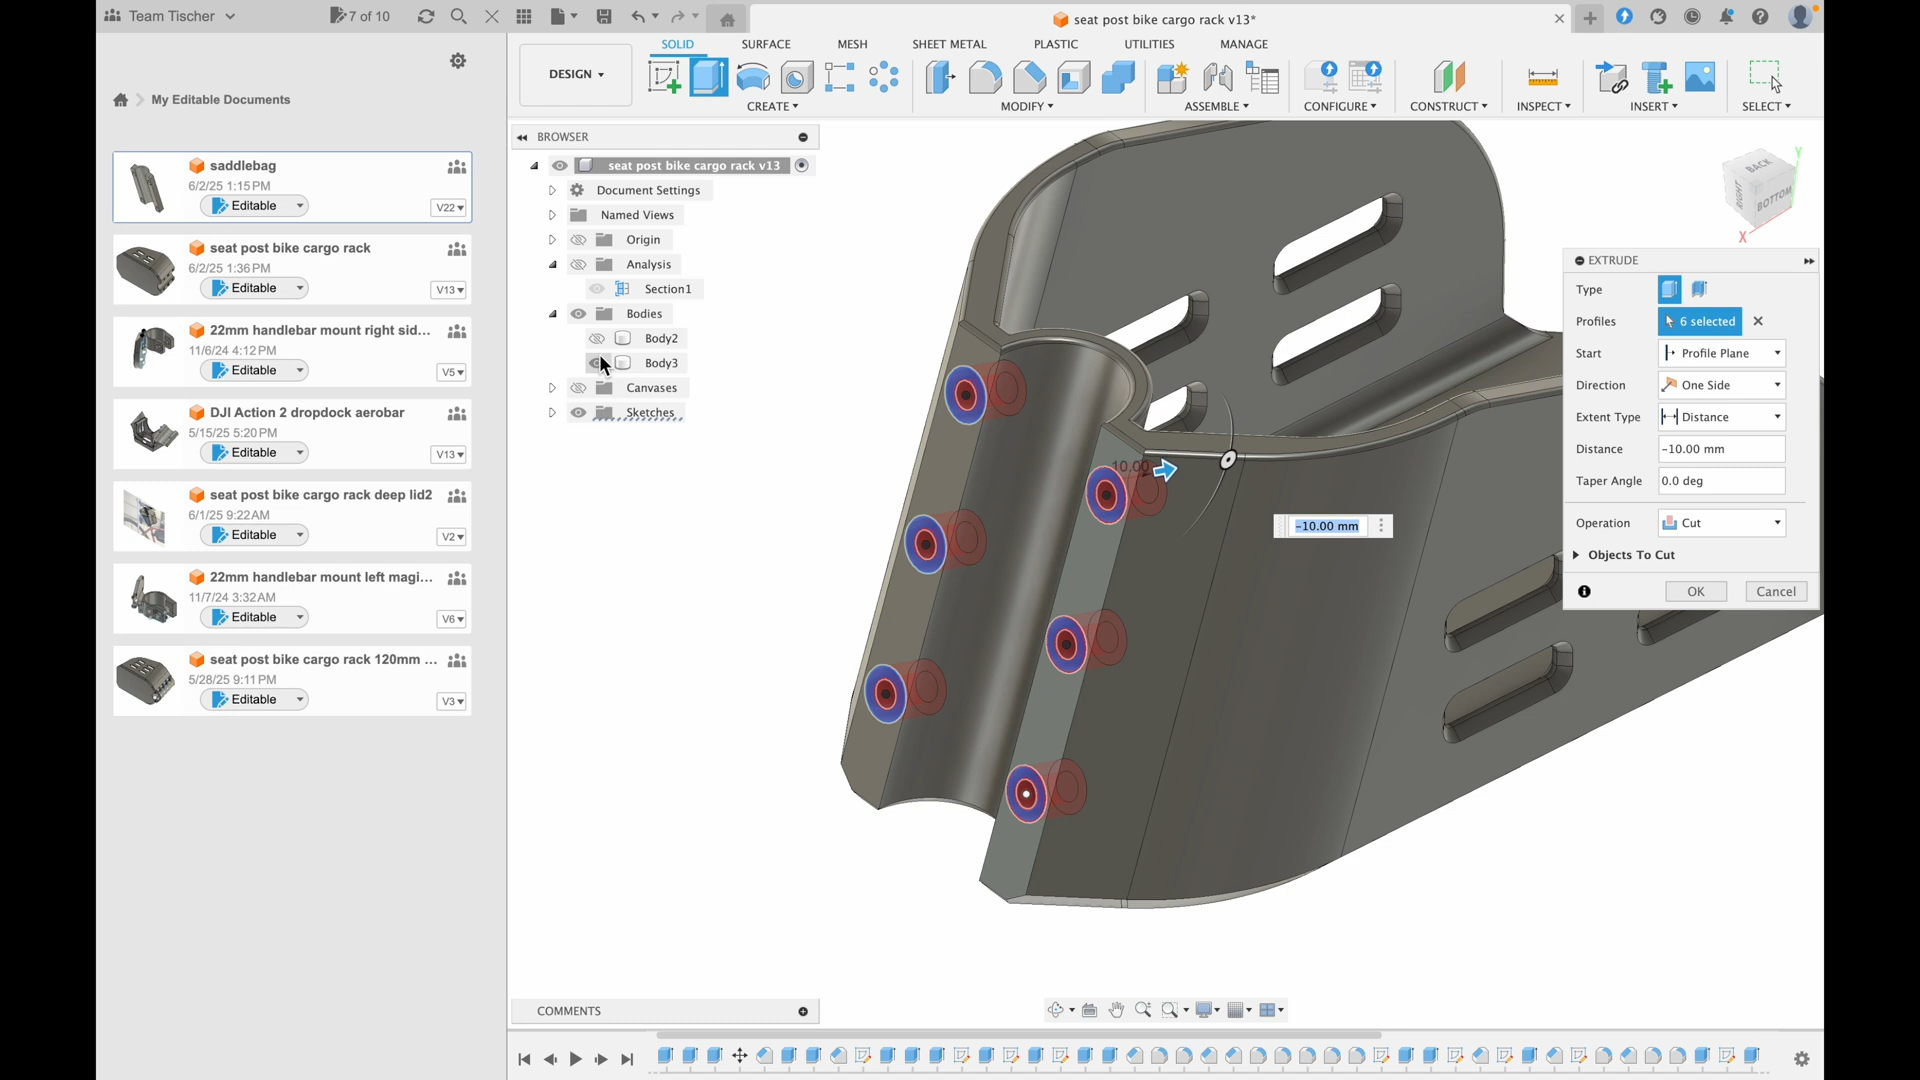 Team Tischer
7 of 10
seat post bike cargo rack v13*
SOLID
SURFACE
MESH
SHEET METAL
PLASTIC
UTILITIES
MANAGE
DESIGN
CREATE
MODIFY
ASSEMBLE
CONFIGURE
CONSTRUCT
INSPECT
INSERT
SELECT
My Editable Documents
saddlebag
6/2/25 1:15 PM
Editable
V22
seat post bike cargo rack
6/2/25 1:36 PM
Editable
V13
22mm handlebar mount right sid...
11/6/24 4:12 PM
Editable
V5
DJI Action 2 dropdock aerobar
5/15/25 5:20 PM
Editable
V13
seat post bike cargo rack deep lid2
6/1/25 9:22 AM
Editable
V2
22mm handlebar mount left magi...
11/7/24 3:32 AM
Editable
V6
seat post bike cargo rack 120mm ...
5/28/25 9:11 PM
Editable
V3
BROWSER
seat post bike cargo rack v13
Document Settings
Named Views
Origin
Analysis
Section1
Bodies
Body2
Body3
Canvases
Sketches
10.00
-10.00 mm
BACK
RIGHT
BOTTOM
Y
X
EXTRUDE
Type
Profiles
6 selected
Start
Profile Plane
Direction
One Side
Extent Type
Distance
Distance
-10.00 mm
Taper Angle
0.0 deg
Operation
Cut
Objects To Cut
OK
Cancel
COMMENTS